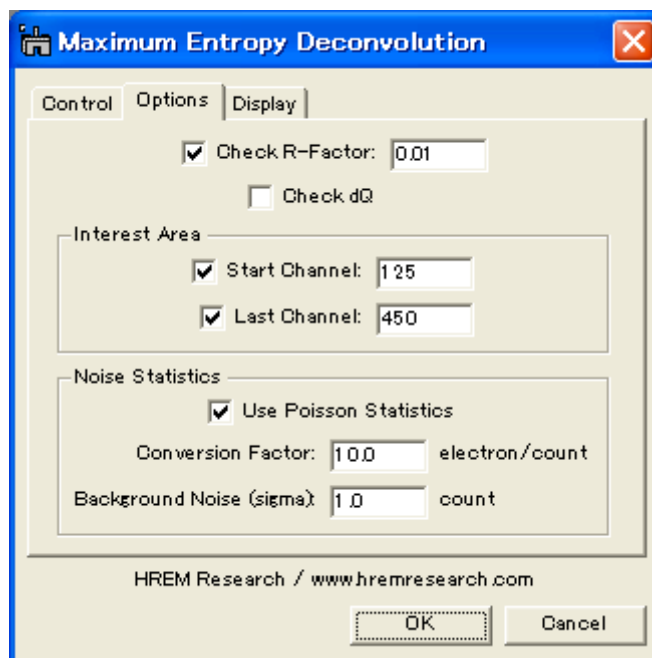 Maximum Entropy Deconvolution
Control Options Display
Check R-Factor: 0.01
Check dQ
Interest Area
Start Channel: 125
Last Channel: 450
Noise Statistics
Use Poisson Statistics
Conversion Factor: 10.0 electron/count
Background Noise (sigma): 1.0 count
HREM Research / www.hremresearch.com
OK Cancel